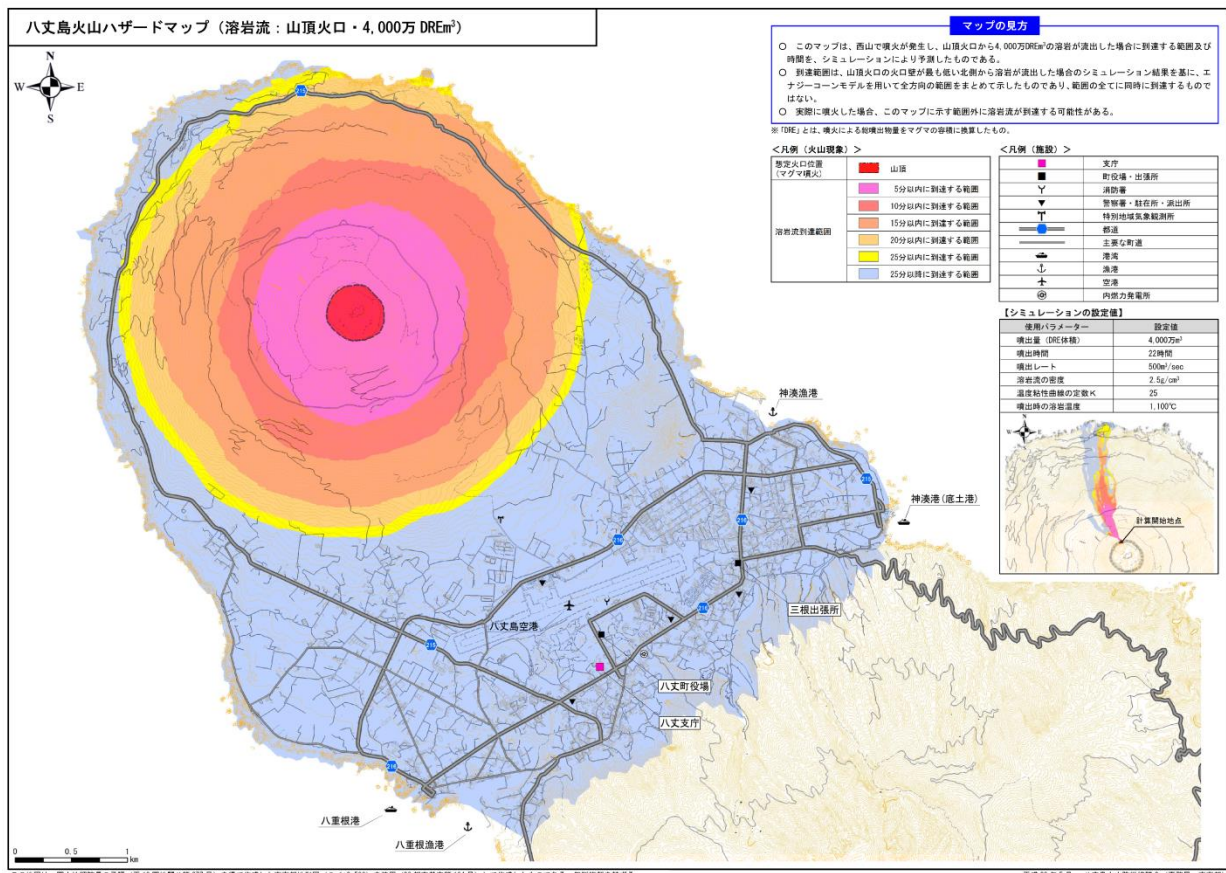 八丈島火山ハザードマップ（溶岩流：山頂火口・4,000万 DREm³）
マップの見方
○ このマップは、西山で噴火が発生し、山頂火口から4,000万DREm³の溶岩が流出した場合に到達する範囲及び
時間を、シミュレーションにより予測したものである。
○ 到達範囲は、山頂火口の火口壁が最も低い北側から溶岩が流出した場合のシミュレーション結果を基に、エ
ナジーコーンモデルを用いて全方向の範囲をまとめて示したものであり、範囲の全てに同時に到達するもので
はない。
○ 実際に噴火した場合、このマップに示す範囲外に溶岩流が到達する可能性がある。
※「DRE」とは、噴火による総噴出物量をマグマの容積に換算したもの。
＜凡例（火山現象）＞
想定火口位置
（マグマ噴火）
山頂
溶岩流到達範囲
5分以内に到達する範囲
10分以内に到達する範囲
15分以内に到達する範囲
20分以内に到達する範囲
25分以内に到達する範囲
25分以降に到達する範囲
＜凡例（施設）＞
支庁
町役場・出張所
消防署
警察署・駐在所・派出所
特別地域気象観測所
都道
主要な町道
港湾
漁港
空港
内燃力発電所
【シミュレーションの設定値】
使用パラメーター 設定値
噴出量（DRE体積） 4,000万m³
噴出時間 22時間
噴出レート 500m³/sec
溶岩流の密度 2.5g/cm³
温度粘性曲線の定数K 25
噴出時の溶岩温度 1,100℃
計算開始地点
N
W E
S
215
神湊漁港
神湊港(底土港)
215
216
216
216
三根出張所
八丈島空港
215
八丈町役場
八丈支庁
216
八重根港
八重根漁港
0 0.5 1
km